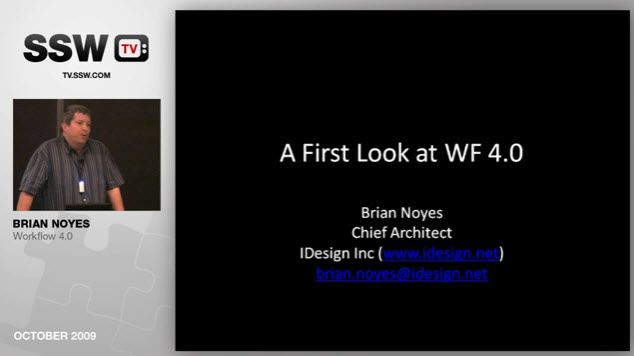 SSW TV
TV.SSW.COM
BRIAN NOYES
Workflow 4.0
OCTOBER 2009
A First Look at WF 4.0
Brian Noyes
Chief Architect
IDesign Inc (www.idesign.net)
brian.noyes@idesign.net